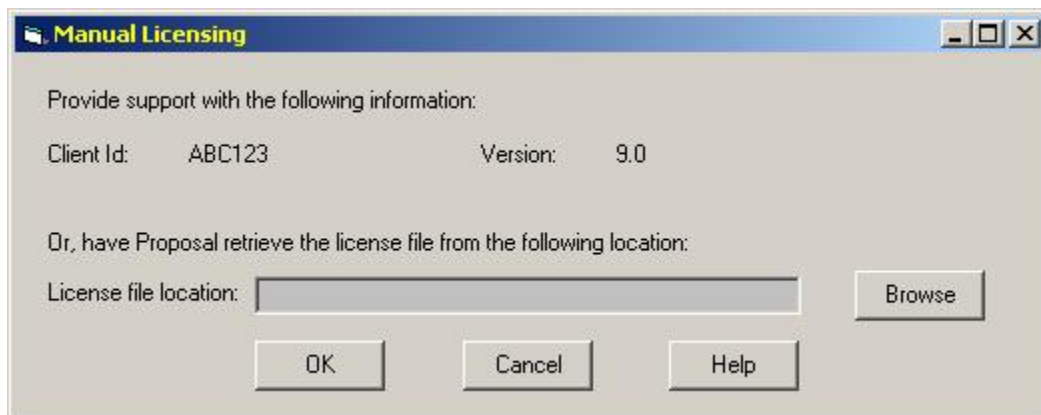 Manual Licensing
Provide support with the following information:
Client Id: ABC123 Version: 9.0
Or, have Proposal retrieve the license file from the following location:
License file location: Browse
OK Cancel Help